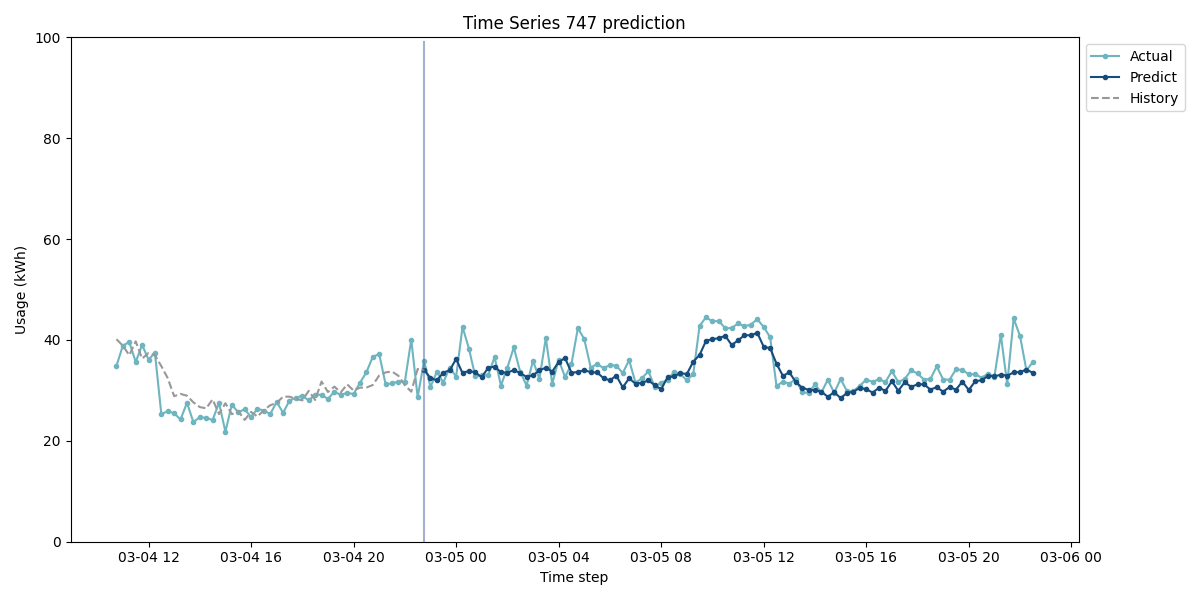 Time Series 747 prediction
100
80
60
40
20
0
Usage (kWh)
03-04 12
03-04 16
03-04 20
03-05 00
03-05 04
03-05 08
03-05 12
03-05 16
03-05 20
03-06 00
Time step
Actual
Predict
History